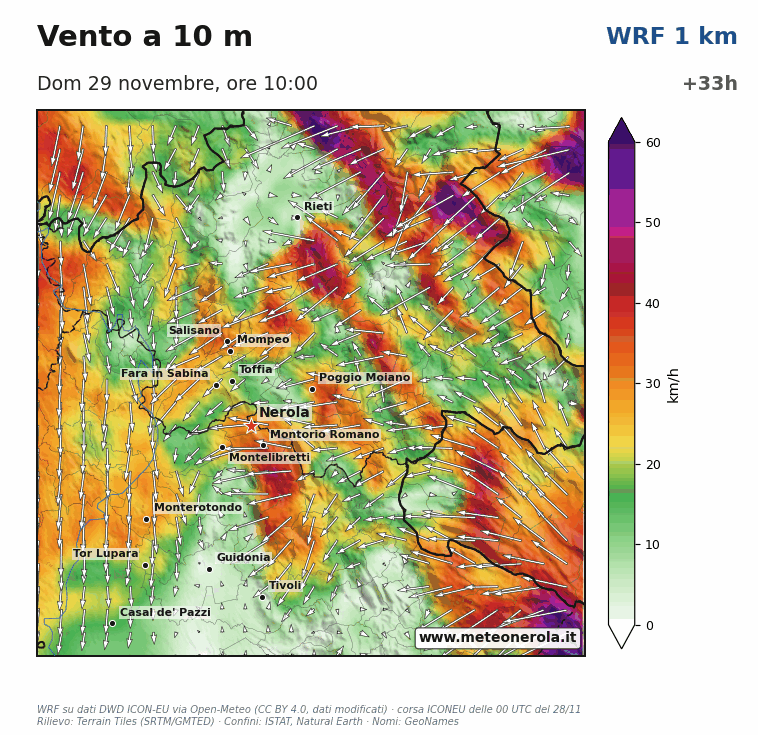 Vento a 10 m
WRF 1 km
Dom 29 novembre, ore 10:00
+33h
Rieti
Salisano
Mompeo
Fara in Sabina
Toffia
Poggio Moiano
Nerola
Montorio Romano
Montelibretti
Monterotondo
Tor Lupara
Guidonia
Tivoli
Casal de' Pazzi
www.meteonerola.it
60
50
40
30
20
10
0
km/h
WRF su dati DWD ICON-EU via Open-Meteo (CC BY 4.0, dati modificati) · corsa ICONEU delle 00 UTC del 28/11
Rilievo: Terrain Tiles (SRTM/GMTED) · Confini: ISTAT, Natural Earth · Nomi: GeoNames